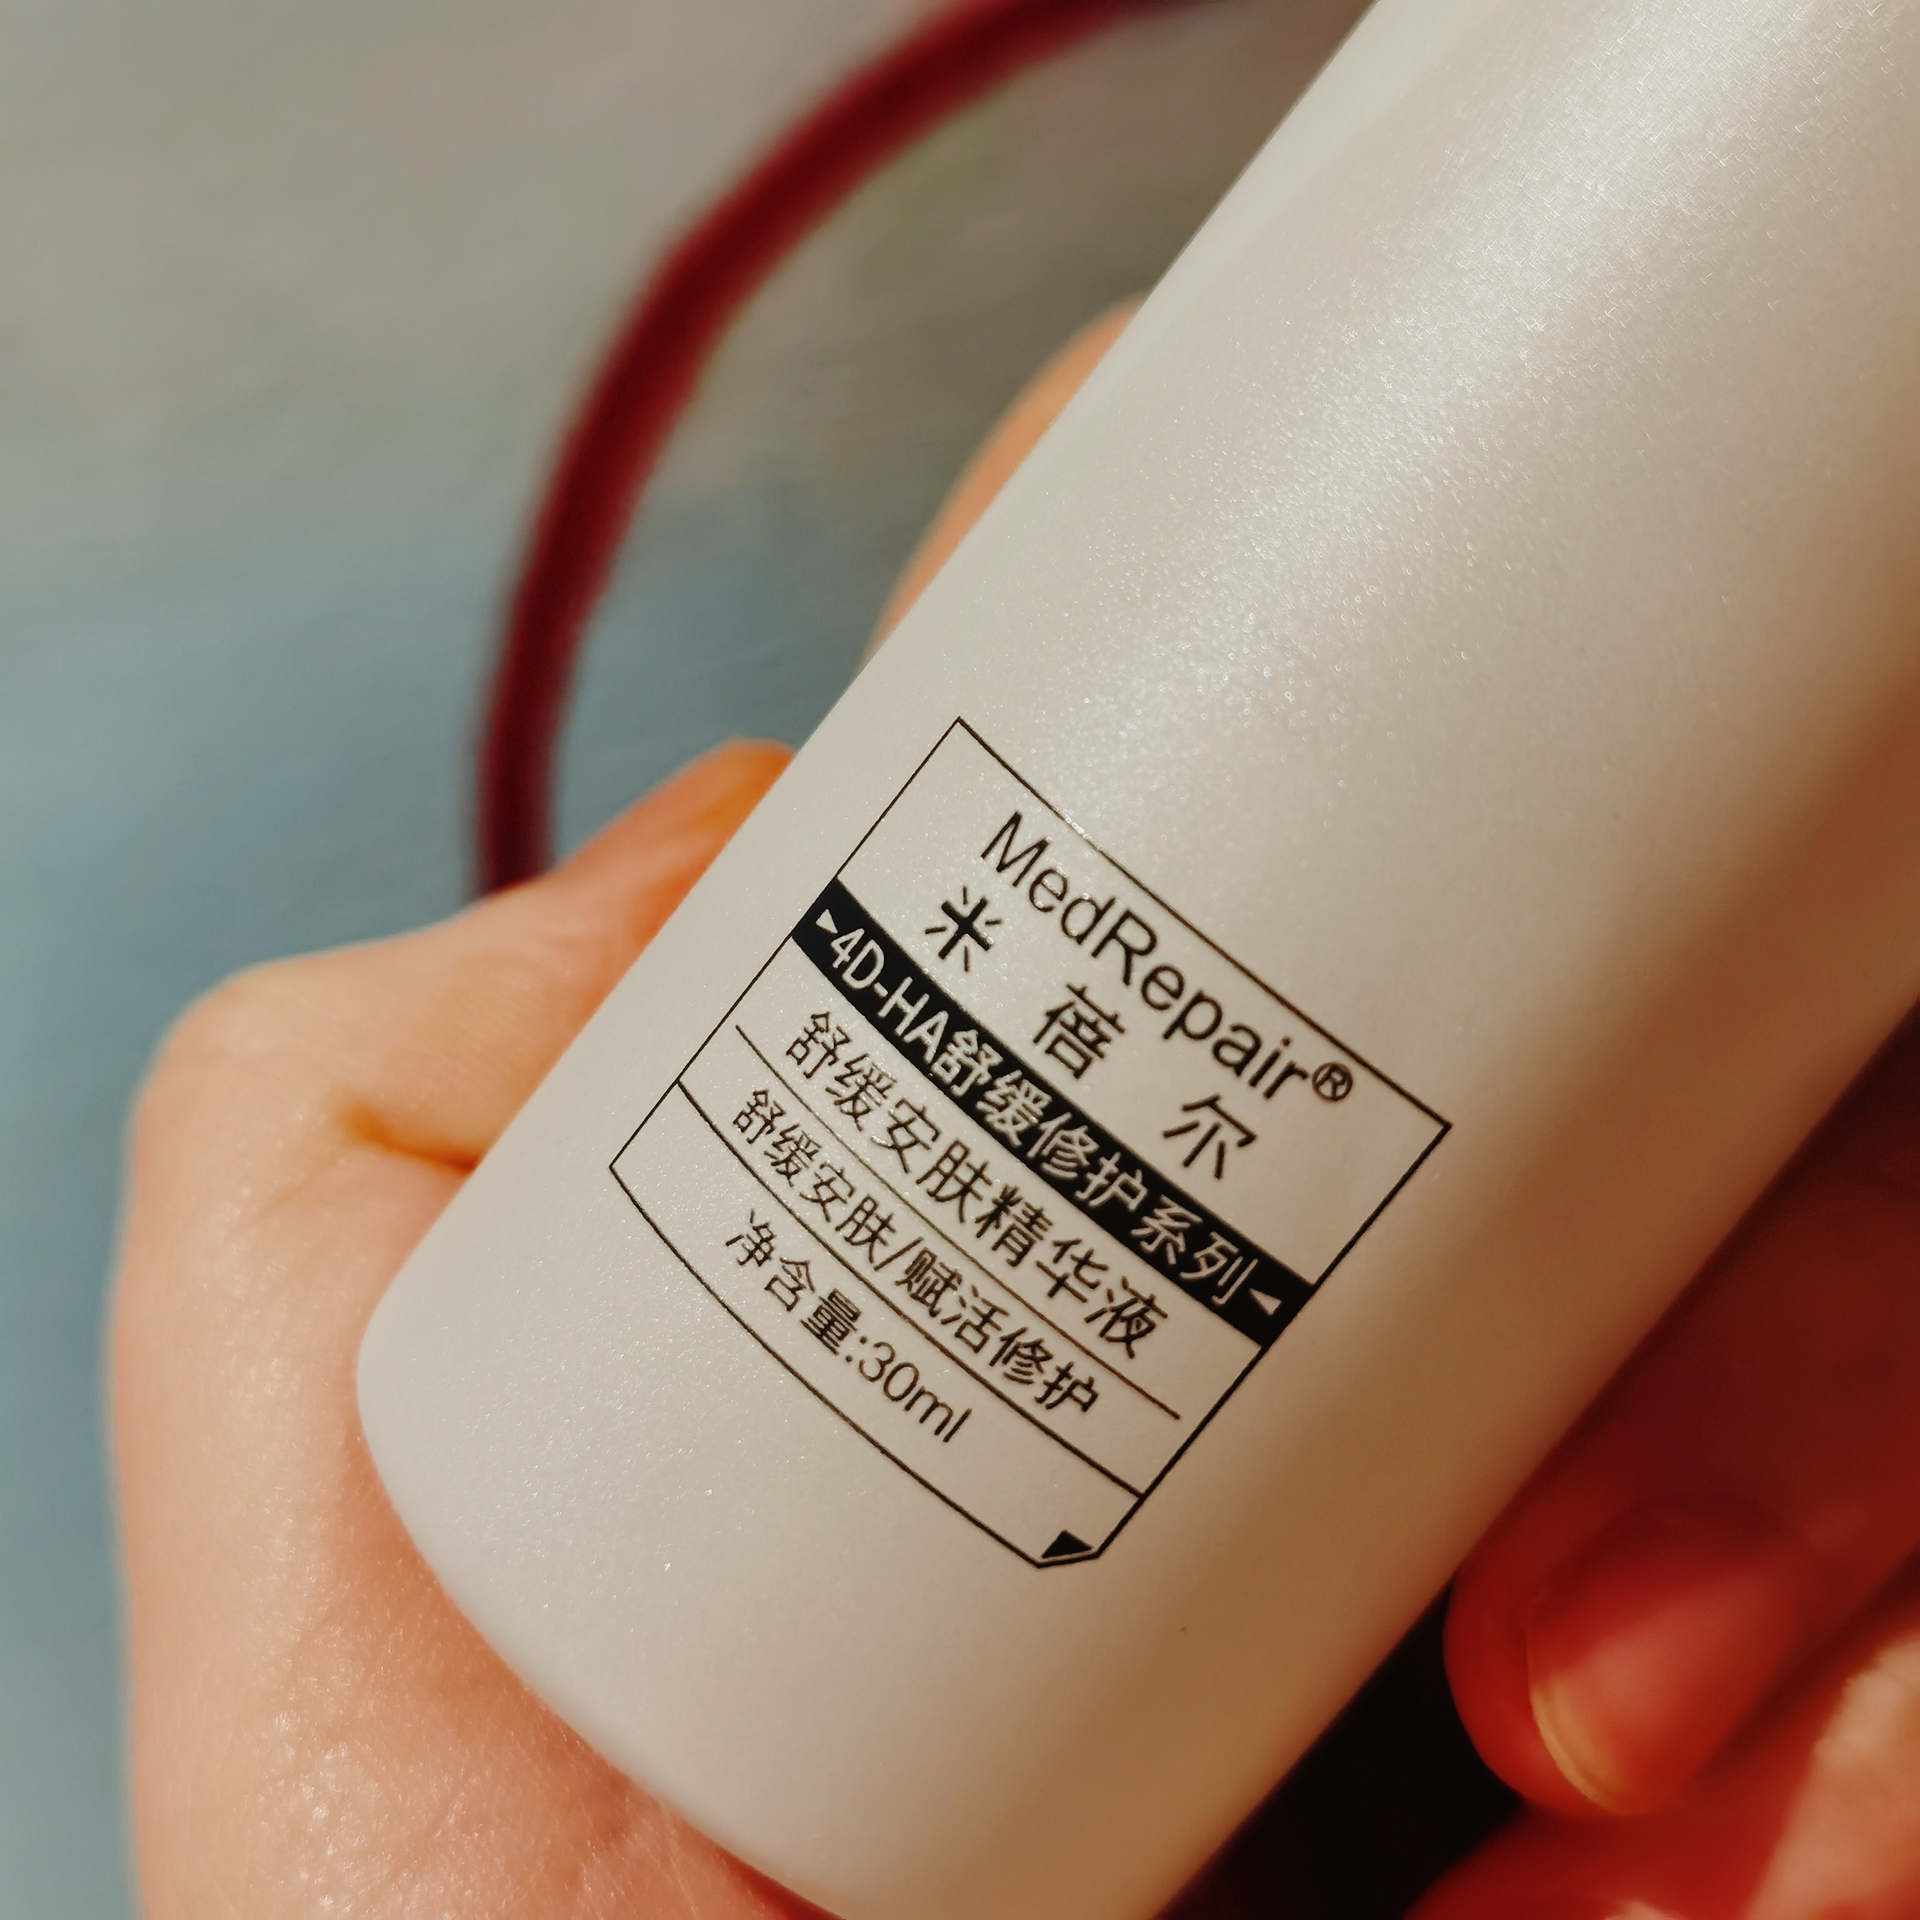 MedRepair®
米蓓尔
4D-HA舒缓修护系列
舒缓安肤精华液
舒缓安肤/赋活修护
净含量:30ml